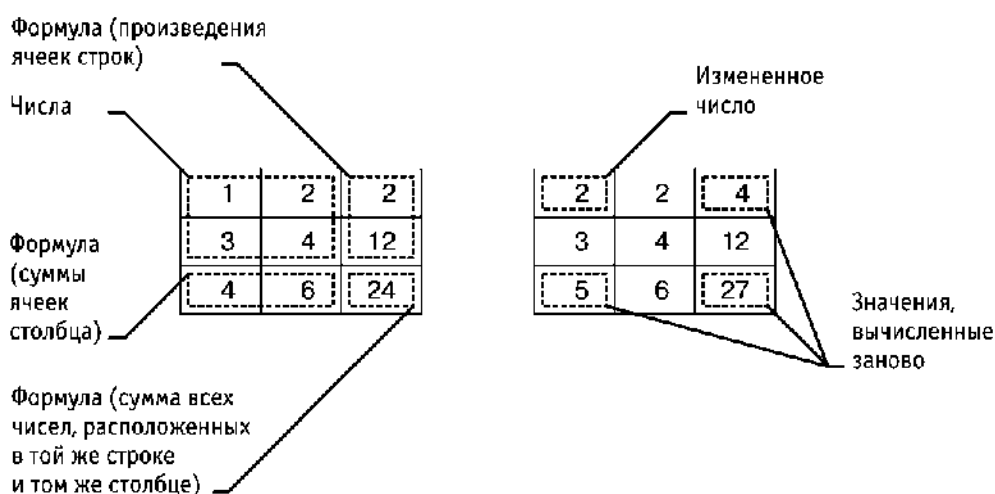 Формула (произведения
ячеек строк)
Числа
Измененное
число
1 2 2
3 4 12
4 6 24
2 2 4
3 4 12
5 6 27
Формула
(суммы
ячеек
столбца)
Значения,
вычисленные
заново
Формула (сумма всех
чисел, расположенных
в той же строке
и том же столбце)